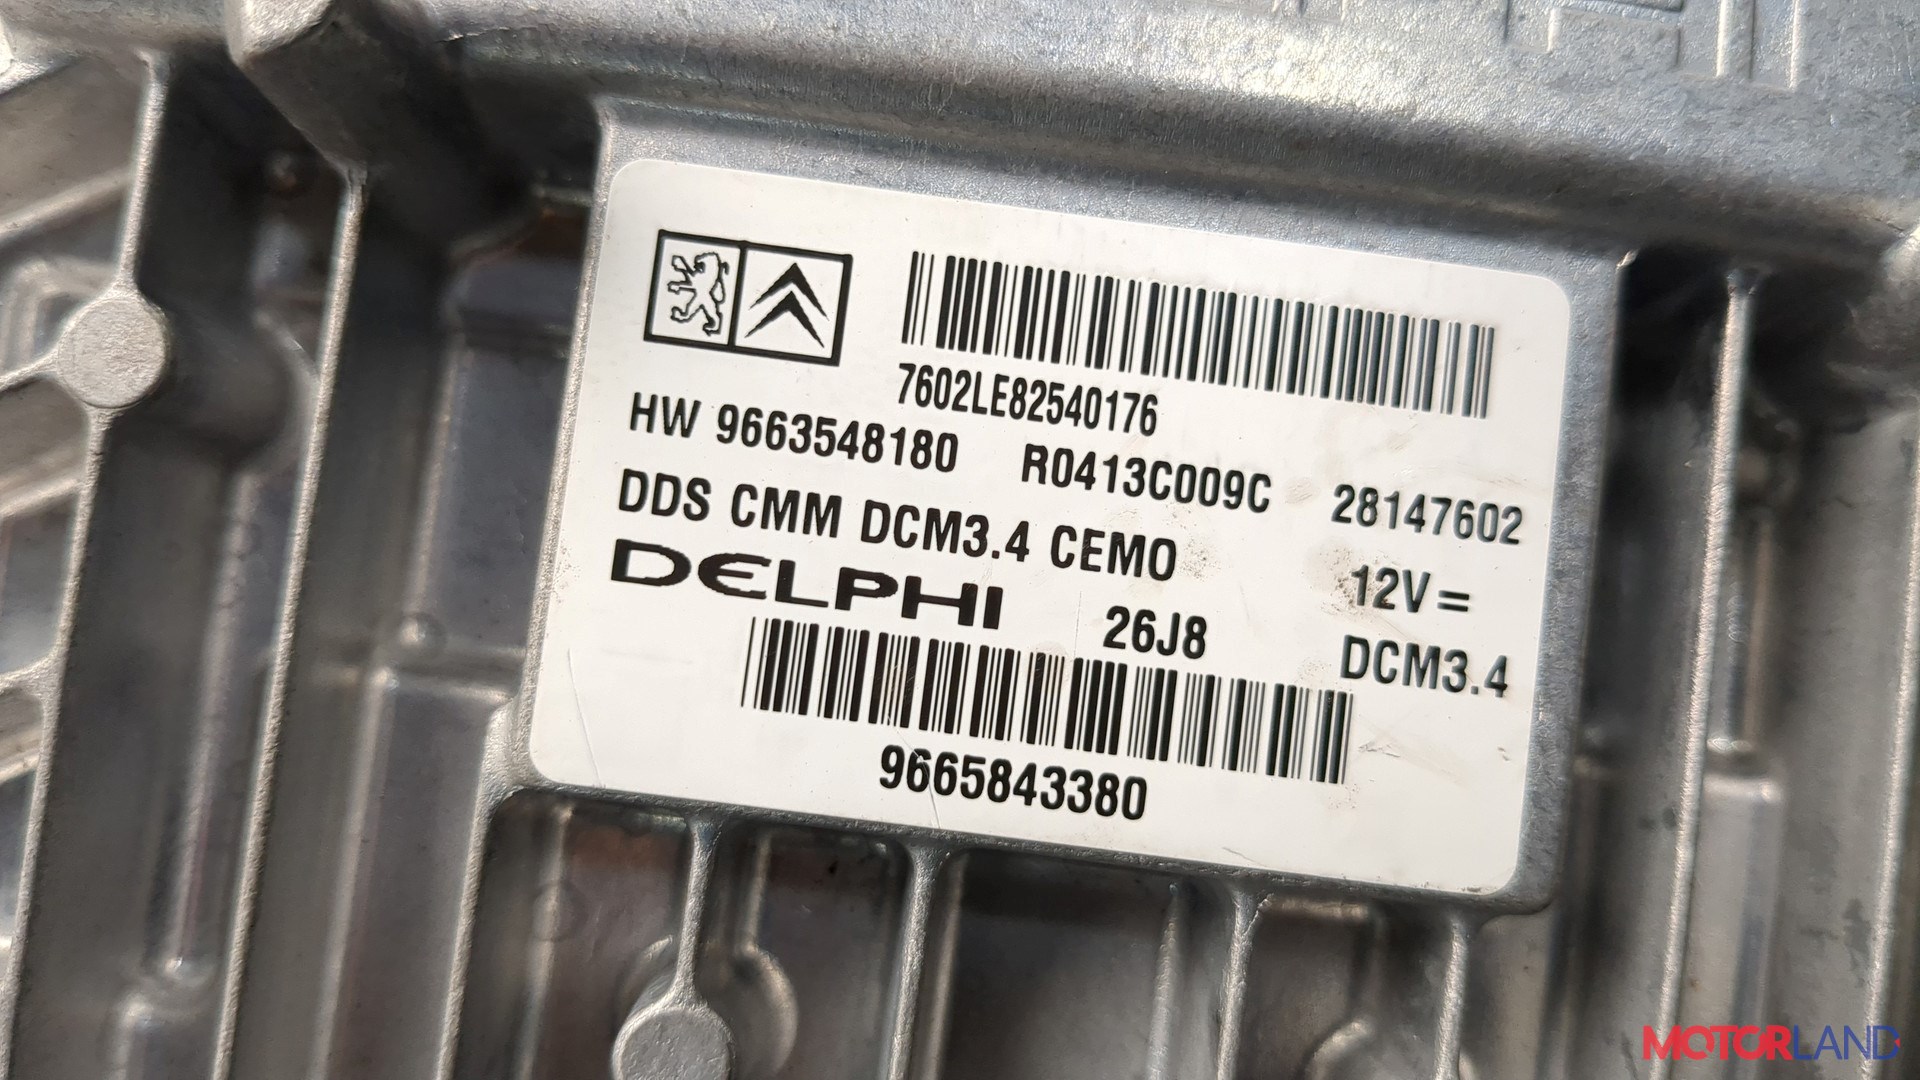 7602LE82540176
HW 9663548180 R0413C009C 28147602
DDS CMM DCM3.4 CEMO 12V=
DELPHI 26J8 DCM3.4
9665843380
MOTORLAND